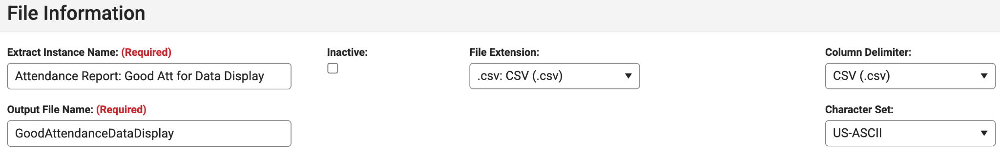 File Information
Extract Instance Name: (Required)
Inactive:
File Extension:
Column Delimiter:
Attendance Report: Good Att for Data Display
.csv: CSV (.csv)
CSV (.csv)
Output File Name: (Required)
Character Set:
GoodAttendanceDataDisplay
US-ASCII